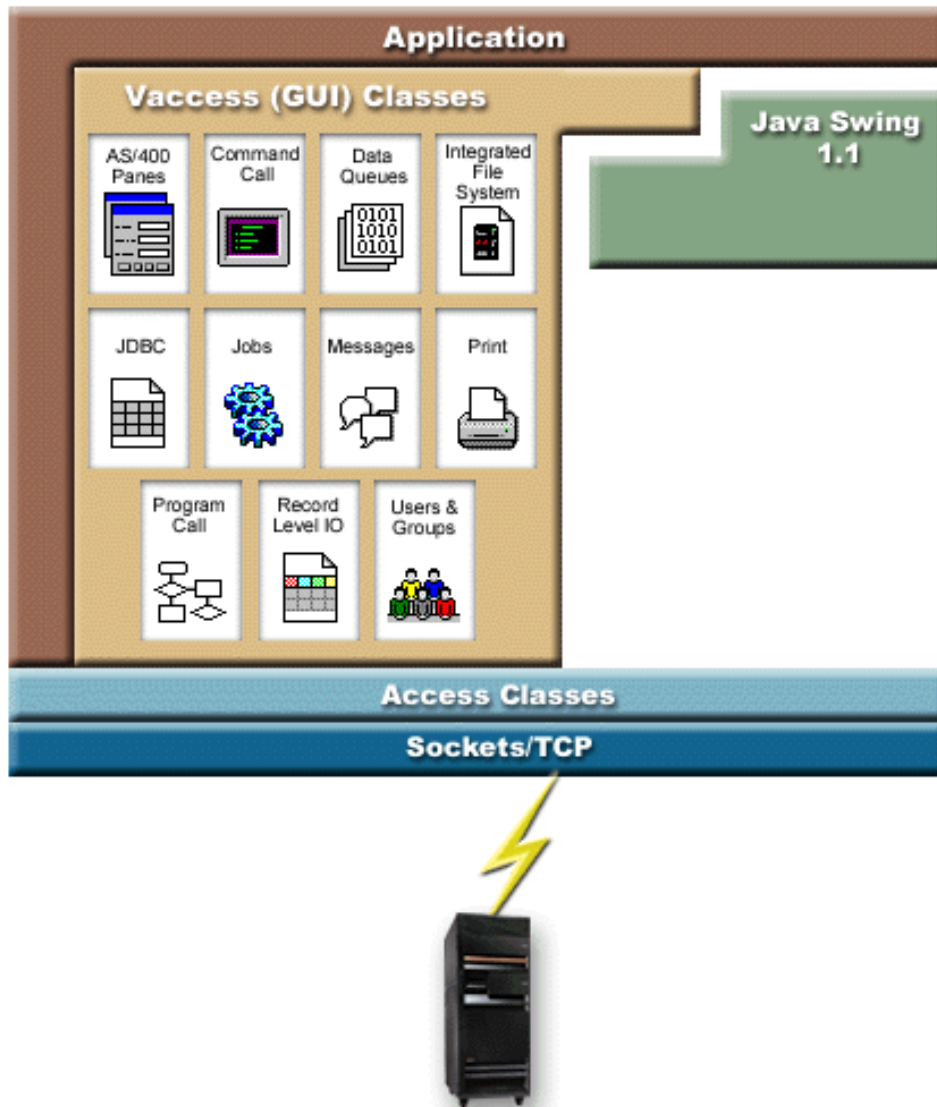 Application
Vaccess (GUI) Classes
Java Swing
1.1
AS/400
Panes
Command
Call
Data
Queues
Integrated
File
System
0101
1010
0101
JDBC
Jobs
Messages
Print
Program
Call
Record
Level IO
Users &
Groups
Access Classes
Sockets/TCP